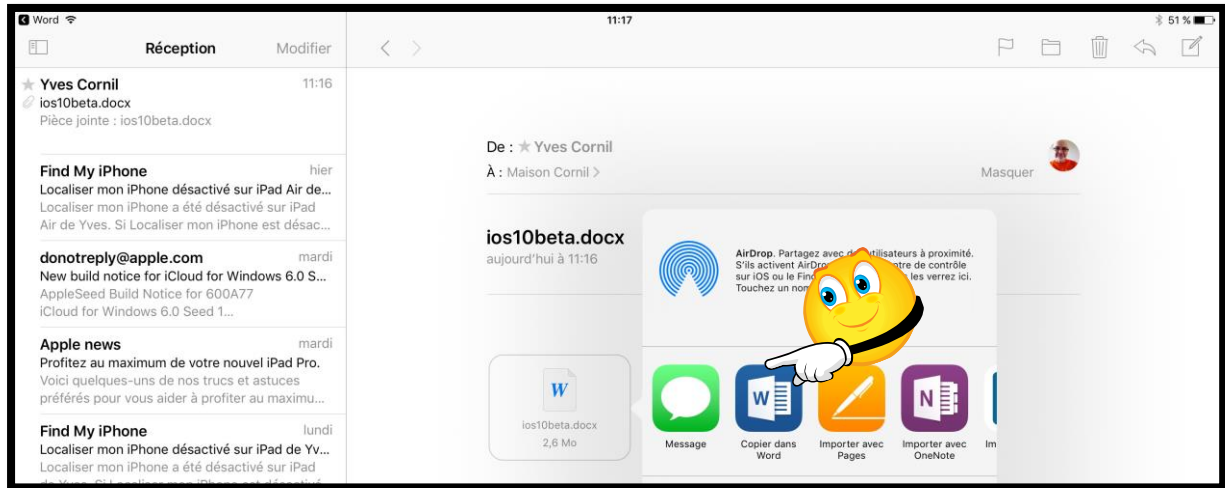 Word
11:17
51 %
Réception
Modifier
Yves Cornil
11:16
ios10beta.docx
Pièce jointe : ios10beta.docx
Find My iPhone
hier
Localiser mon iPhone désactivé sur iPad Air de...
Localiser mon iPhone a été désactivé sur iPad
Air de Yves. Si Localiser mon iPhone est désac...
donotreply@apple.com
mardi
New build notice for iCloud for Windows 6.0 S...
AppleSeed Build Notice for 600A77
iCloud for Windows 6.0 Seed 1...
Apple news
mardi
Profitez au maximum de votre nouvel iPad Pro.
Voici quelques-uns de nos trucs et astuces
préférés pour vous aider à profiter au maximu...
Find My iPhone
lundi
Localiser mon iPhone désactivé sur iPad de Yv...
Localiser mon iPhone a été désactivé sur iPad
De : Yves Cornil
À : Maison Cornil >
Masquer
ios10beta.docx
aujourd'hui à 11:16
W
ios10beta.docx
2,6 Mo
AirDrop. Partagez avec des utilisateurs à proximité.
S'ils activent AirDrop centre de contrôle
sur iOS ou le Finder les verrez ici.
Touchez un nom
W
N
Message
Copier dans
Word
Importer avec
Pages
Importer avec
OneNote
Im